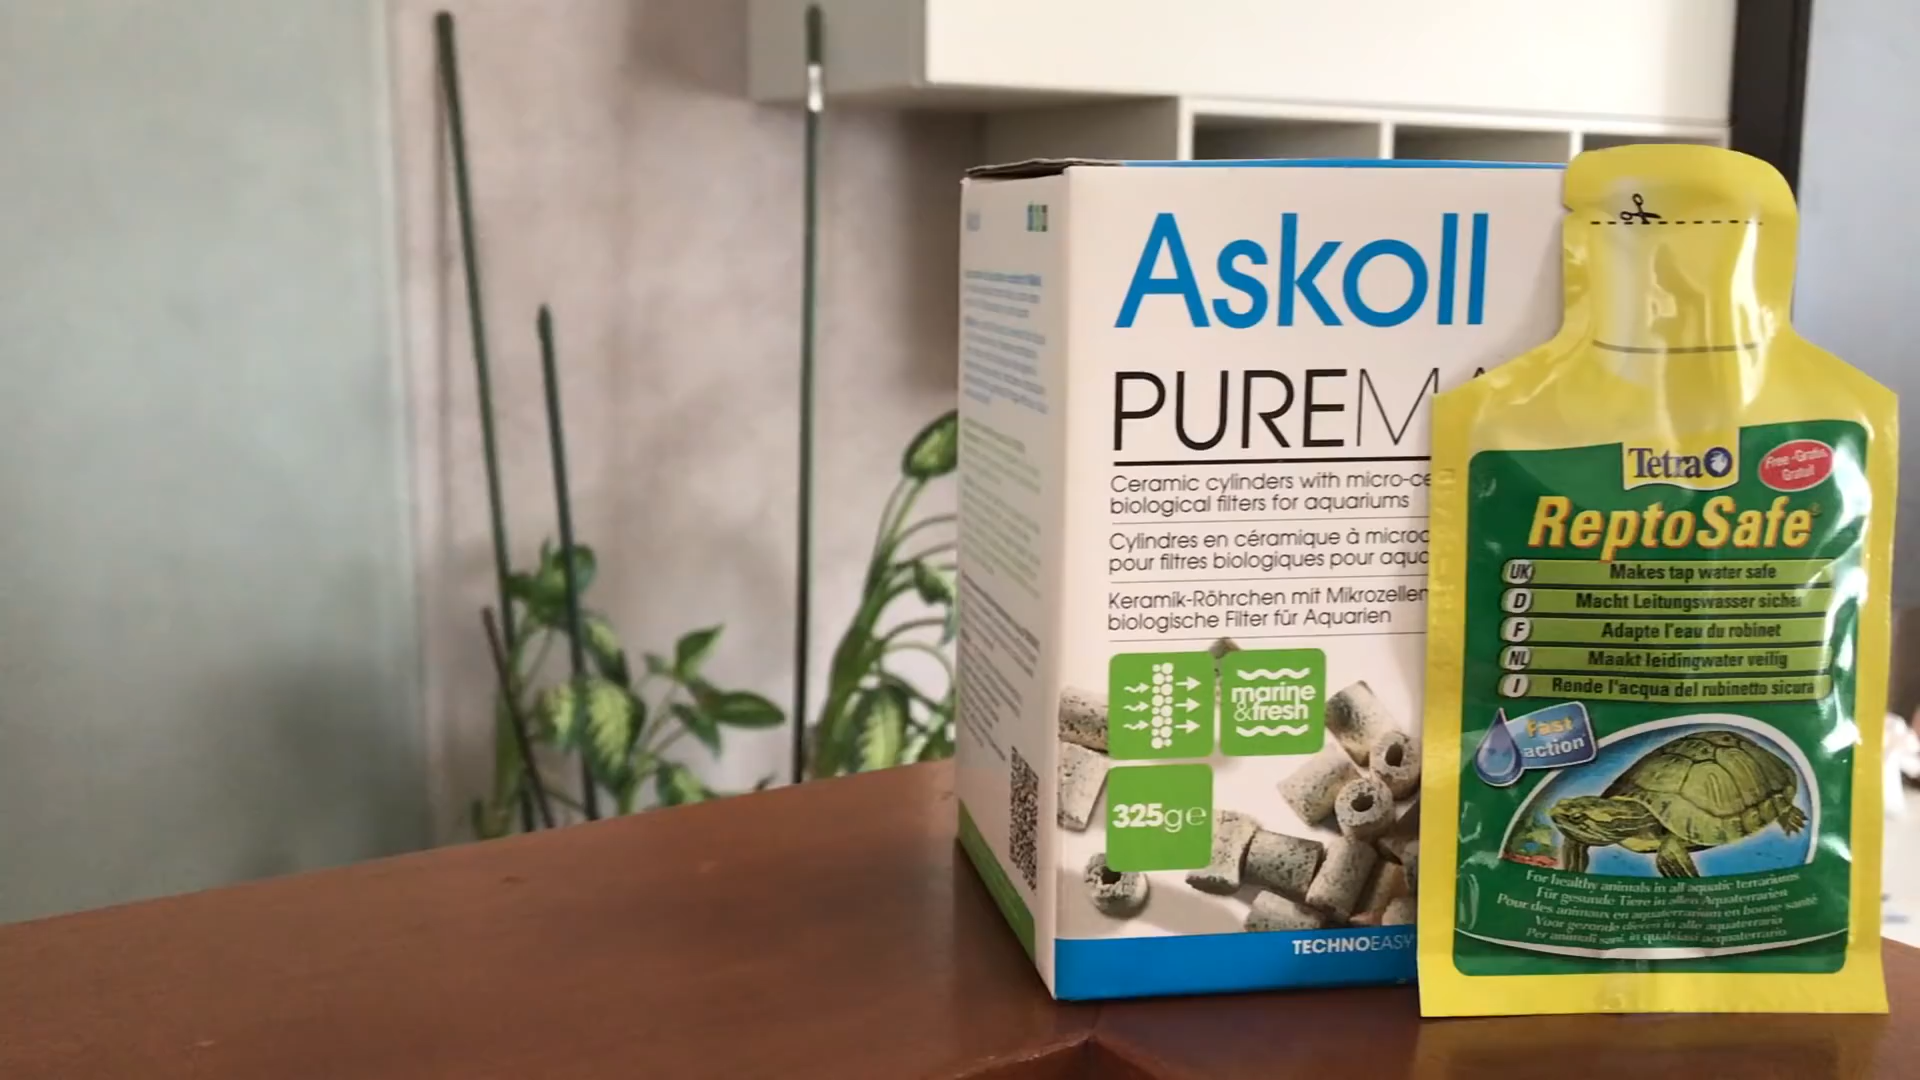 Askoll
PUREMA
Ceramic cylinders with micro-ce
biological filters for aquariums
Cylindres en céramique à microc
pour filtres biologiques pour aqua
Keramik-Röhrchen mit Mikrozellen
biologische Filter für Aquarien
marine
&fresh
325g℮
TECHNOEASY
Tetra
Free - Gratis
Gratuit
ReptoSafe®
UK Makes tap water safe
D Macht Leitungswasser sicher
F Adapte l'eau du robinet
NL Maakt leidingwater veilig
I Rende l'acqua del rubinetto sicura
Fast
action
For healthy animals in all aquatic terrariums
Für gesunde Tiere in allen Aquaterrarien
Pour des animaux en aquaterrarium en bonne santé
Voor gezonde dieren in alle aquaterraria
Per animali sani, in qualsiasi acquaterrario